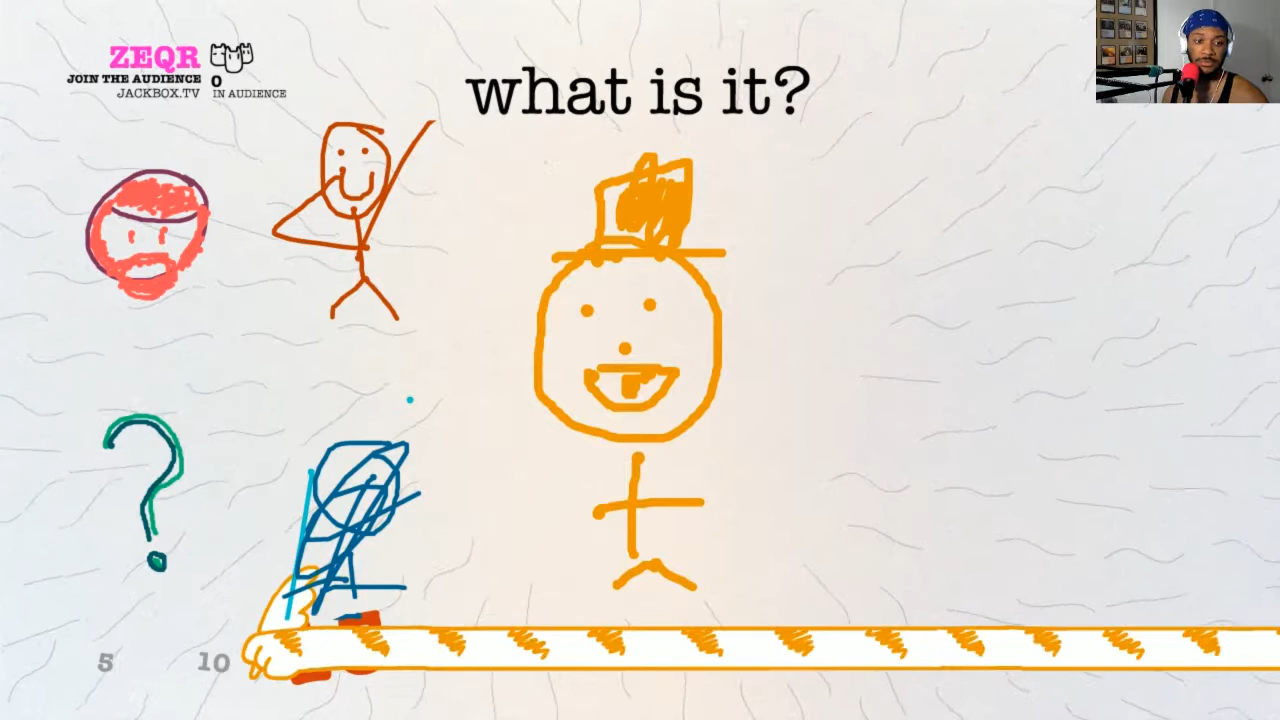 ZEQR
JOIN THE AUDIENCE
JACKBOX.TV
0
IN AUDIENCE
what is it?
?
5 10